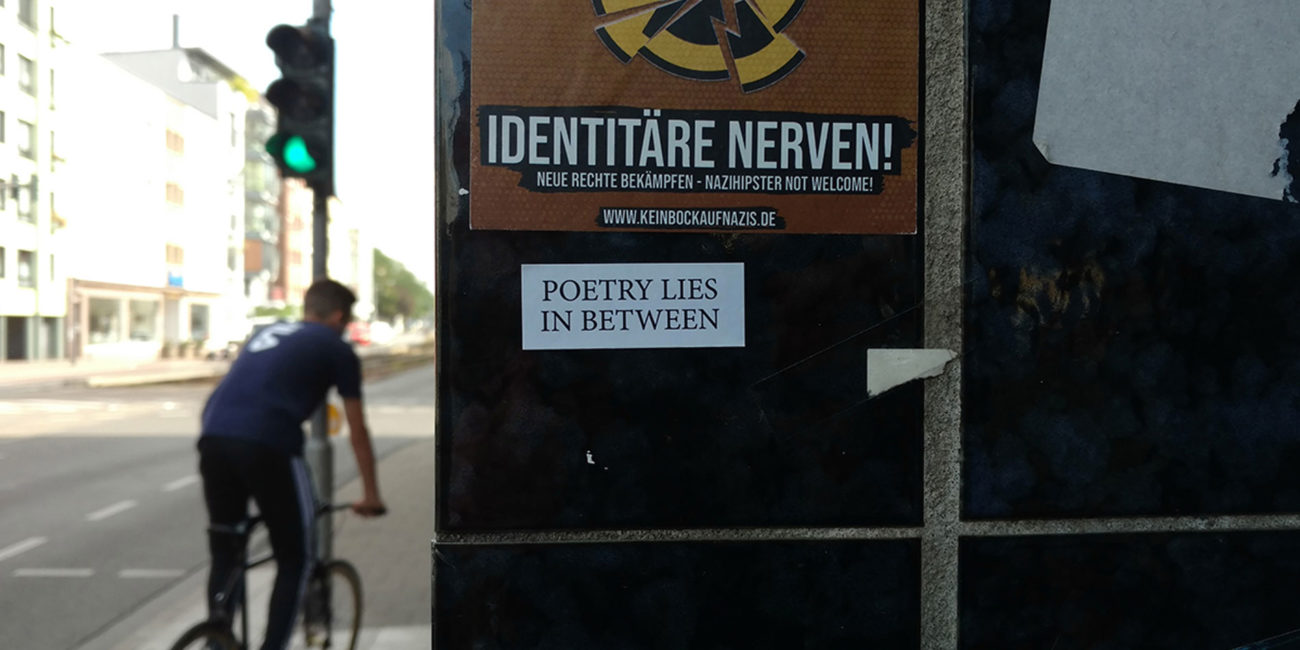 IDENTITÄRE NERVEN!
NEUE RECHTE BEKÄMPFEN - NAZIHIPSTER NOT WELCOME!
WWW.KEINBOCKAUFNAZIS.DE
POETRY LIES
IN BETWEEN